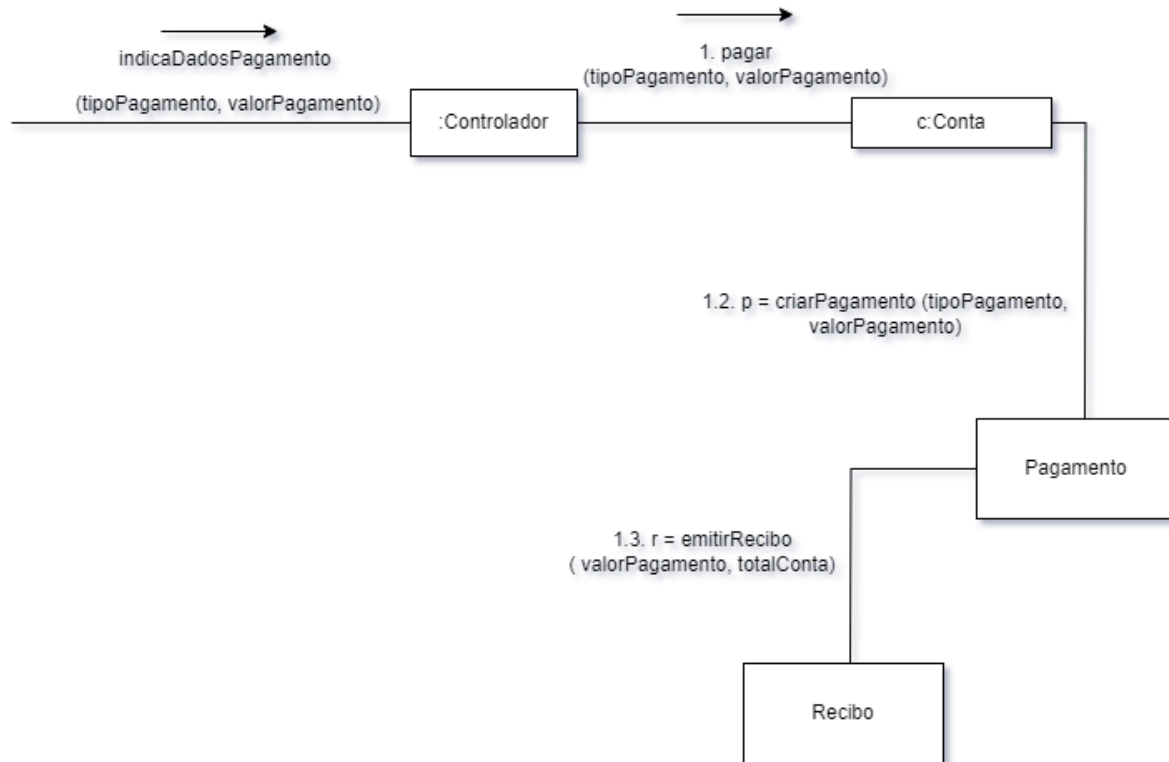 indicaDadosPagamento
(tipoPagamento, valorPagamento)
1. pagar
(tipoPagamento, valorPagamento)
:Controlador
c:Conta
1.2. p = criarPagamento (tipoPagamento,
valorPagamento)
Pagamento
1.3. r = emitirRecibo
( valorPagamento, totalConta)
Recibo